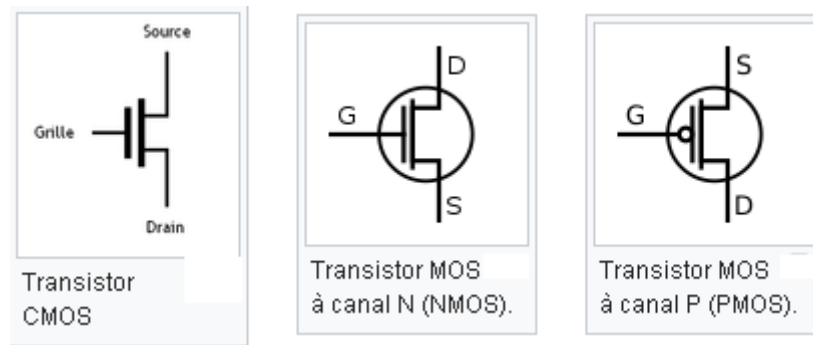 Source
Grille
Drain
Transistor
CMOS
D
G
S
Transistor MOS
à canal N (NMOS).
S
G
D
Transistor MOS
à canal P (PMOS).